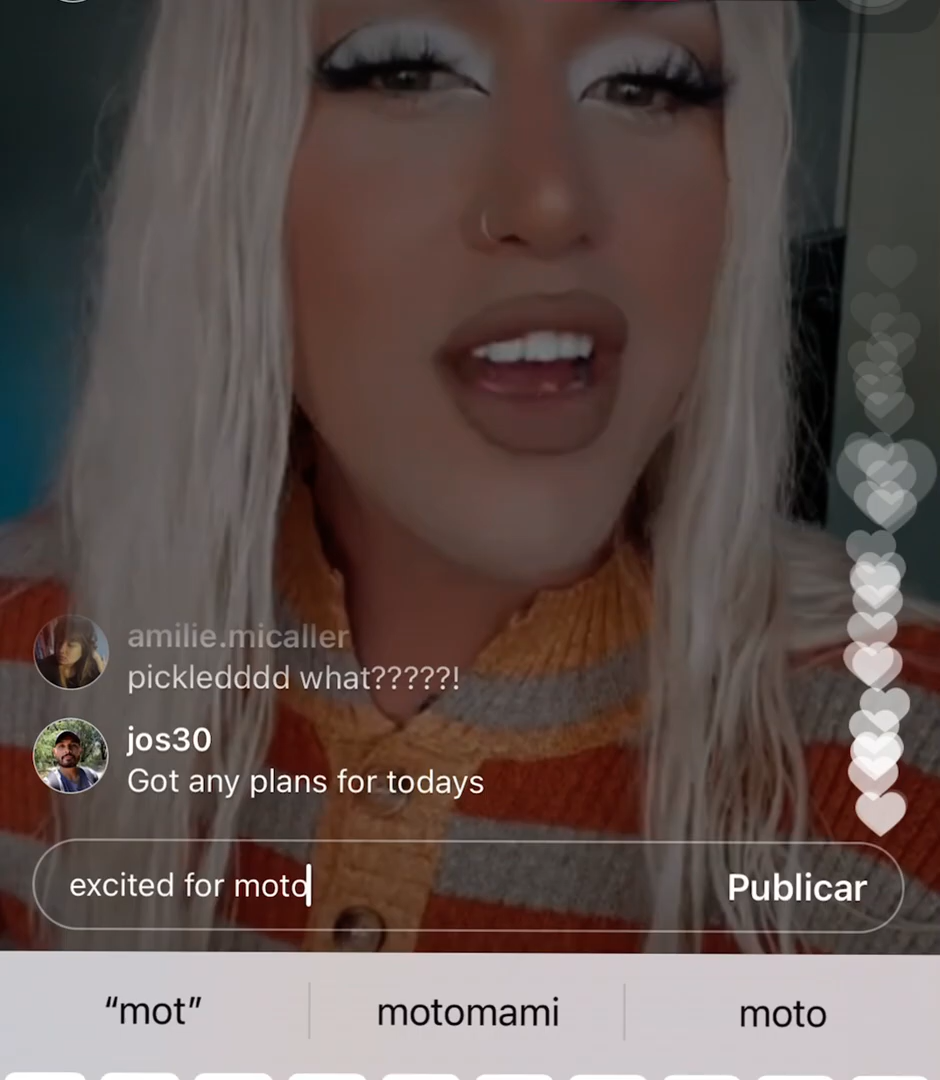 amilie.micaller
pickledddd what?????!
jos30
Got any plans for todays
excited for moto
Publicar
“mot”
motomami
moto